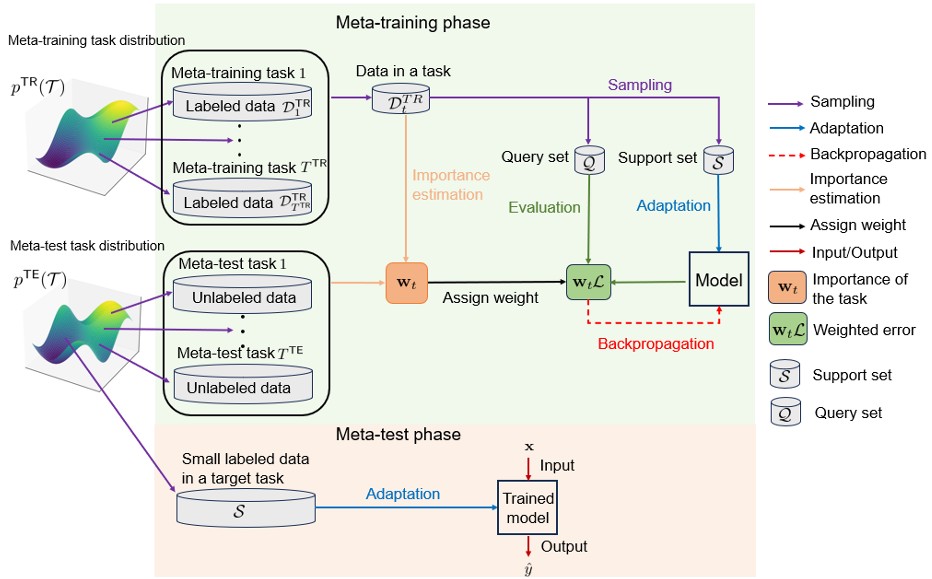 Meta-training phase
Meta-training task distribution
p^TR(𝒯)
Meta-training task 1
Labeled data 𝒟_1^TR
Meta-training task T^TR
Labeled data 𝒟_{T^TR}^TR
Data in a task
𝒟_t^TR
Sampling
Query set
𝒬
Support set
𝒮
Importance
estimation
Evaluation
Adaptation
Meta-test task distribution
p^TE(𝒯)
Meta-test task 1
Unlabeled data
Meta-test task T^TE
Unlabeled data
w_t
Assign weight
w_t ℒ
Model
Backpropagation
Meta-test phase
Small labeled data
in a target task
𝒮
Adaptation
x
Input
Trained
model
Output
ŷ
Sampling
Adaptation
Backpropagation
Importance
estimation
Assign weight
Input/Output
w_t Importance of
the task
w_t ℒ Weighted error
𝒮 Support set
𝒬 Query set